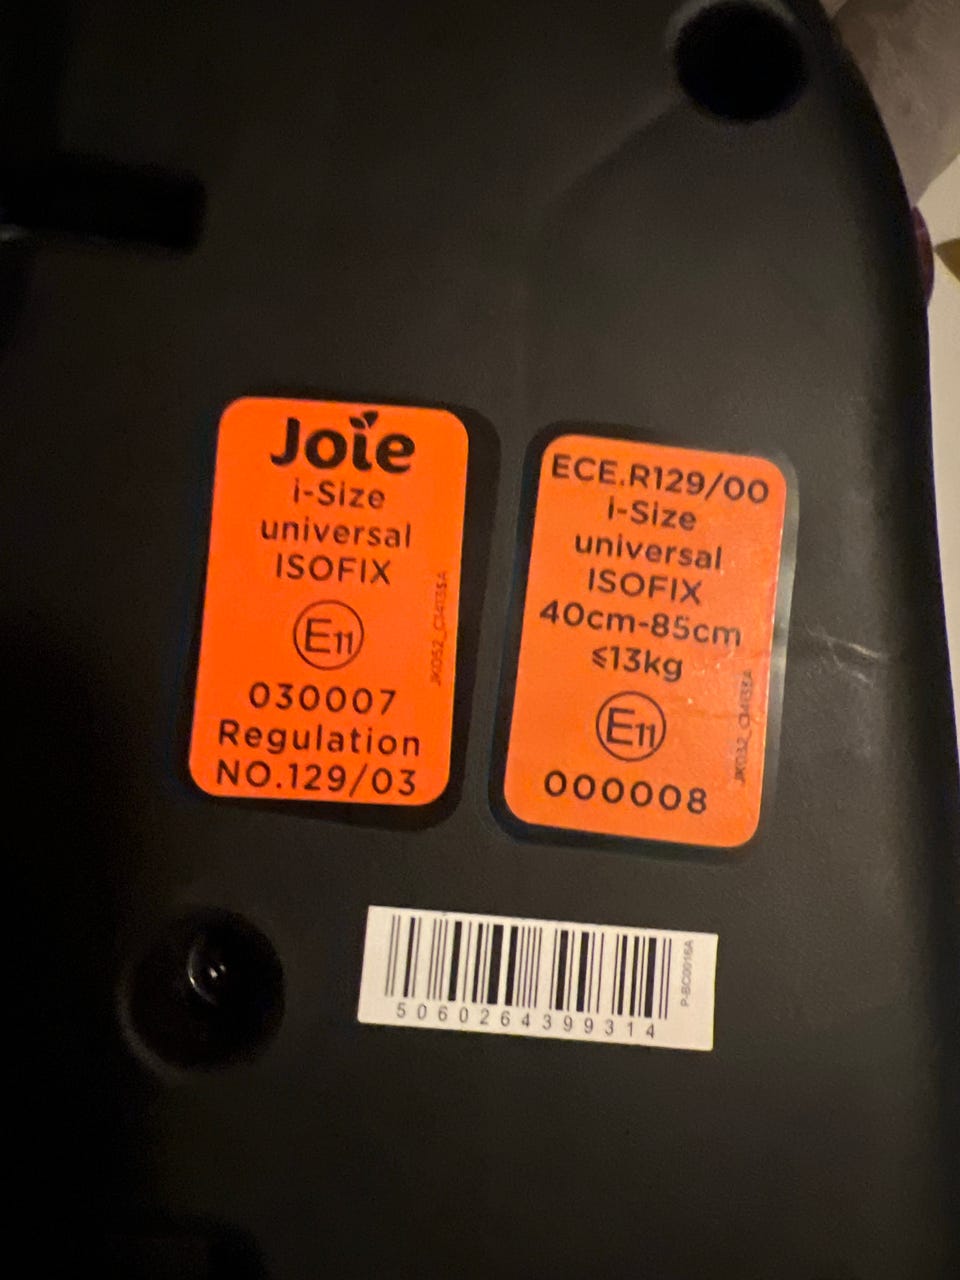 Joie
i-Size
universal
ISOFIX
E11
030007
Regulation
NO.129/03
ECE.R129/00
i-Size
universal
ISOFIX
40cm-85cm
≤13kg
E11
000008
5060264399314
P-BC0016A